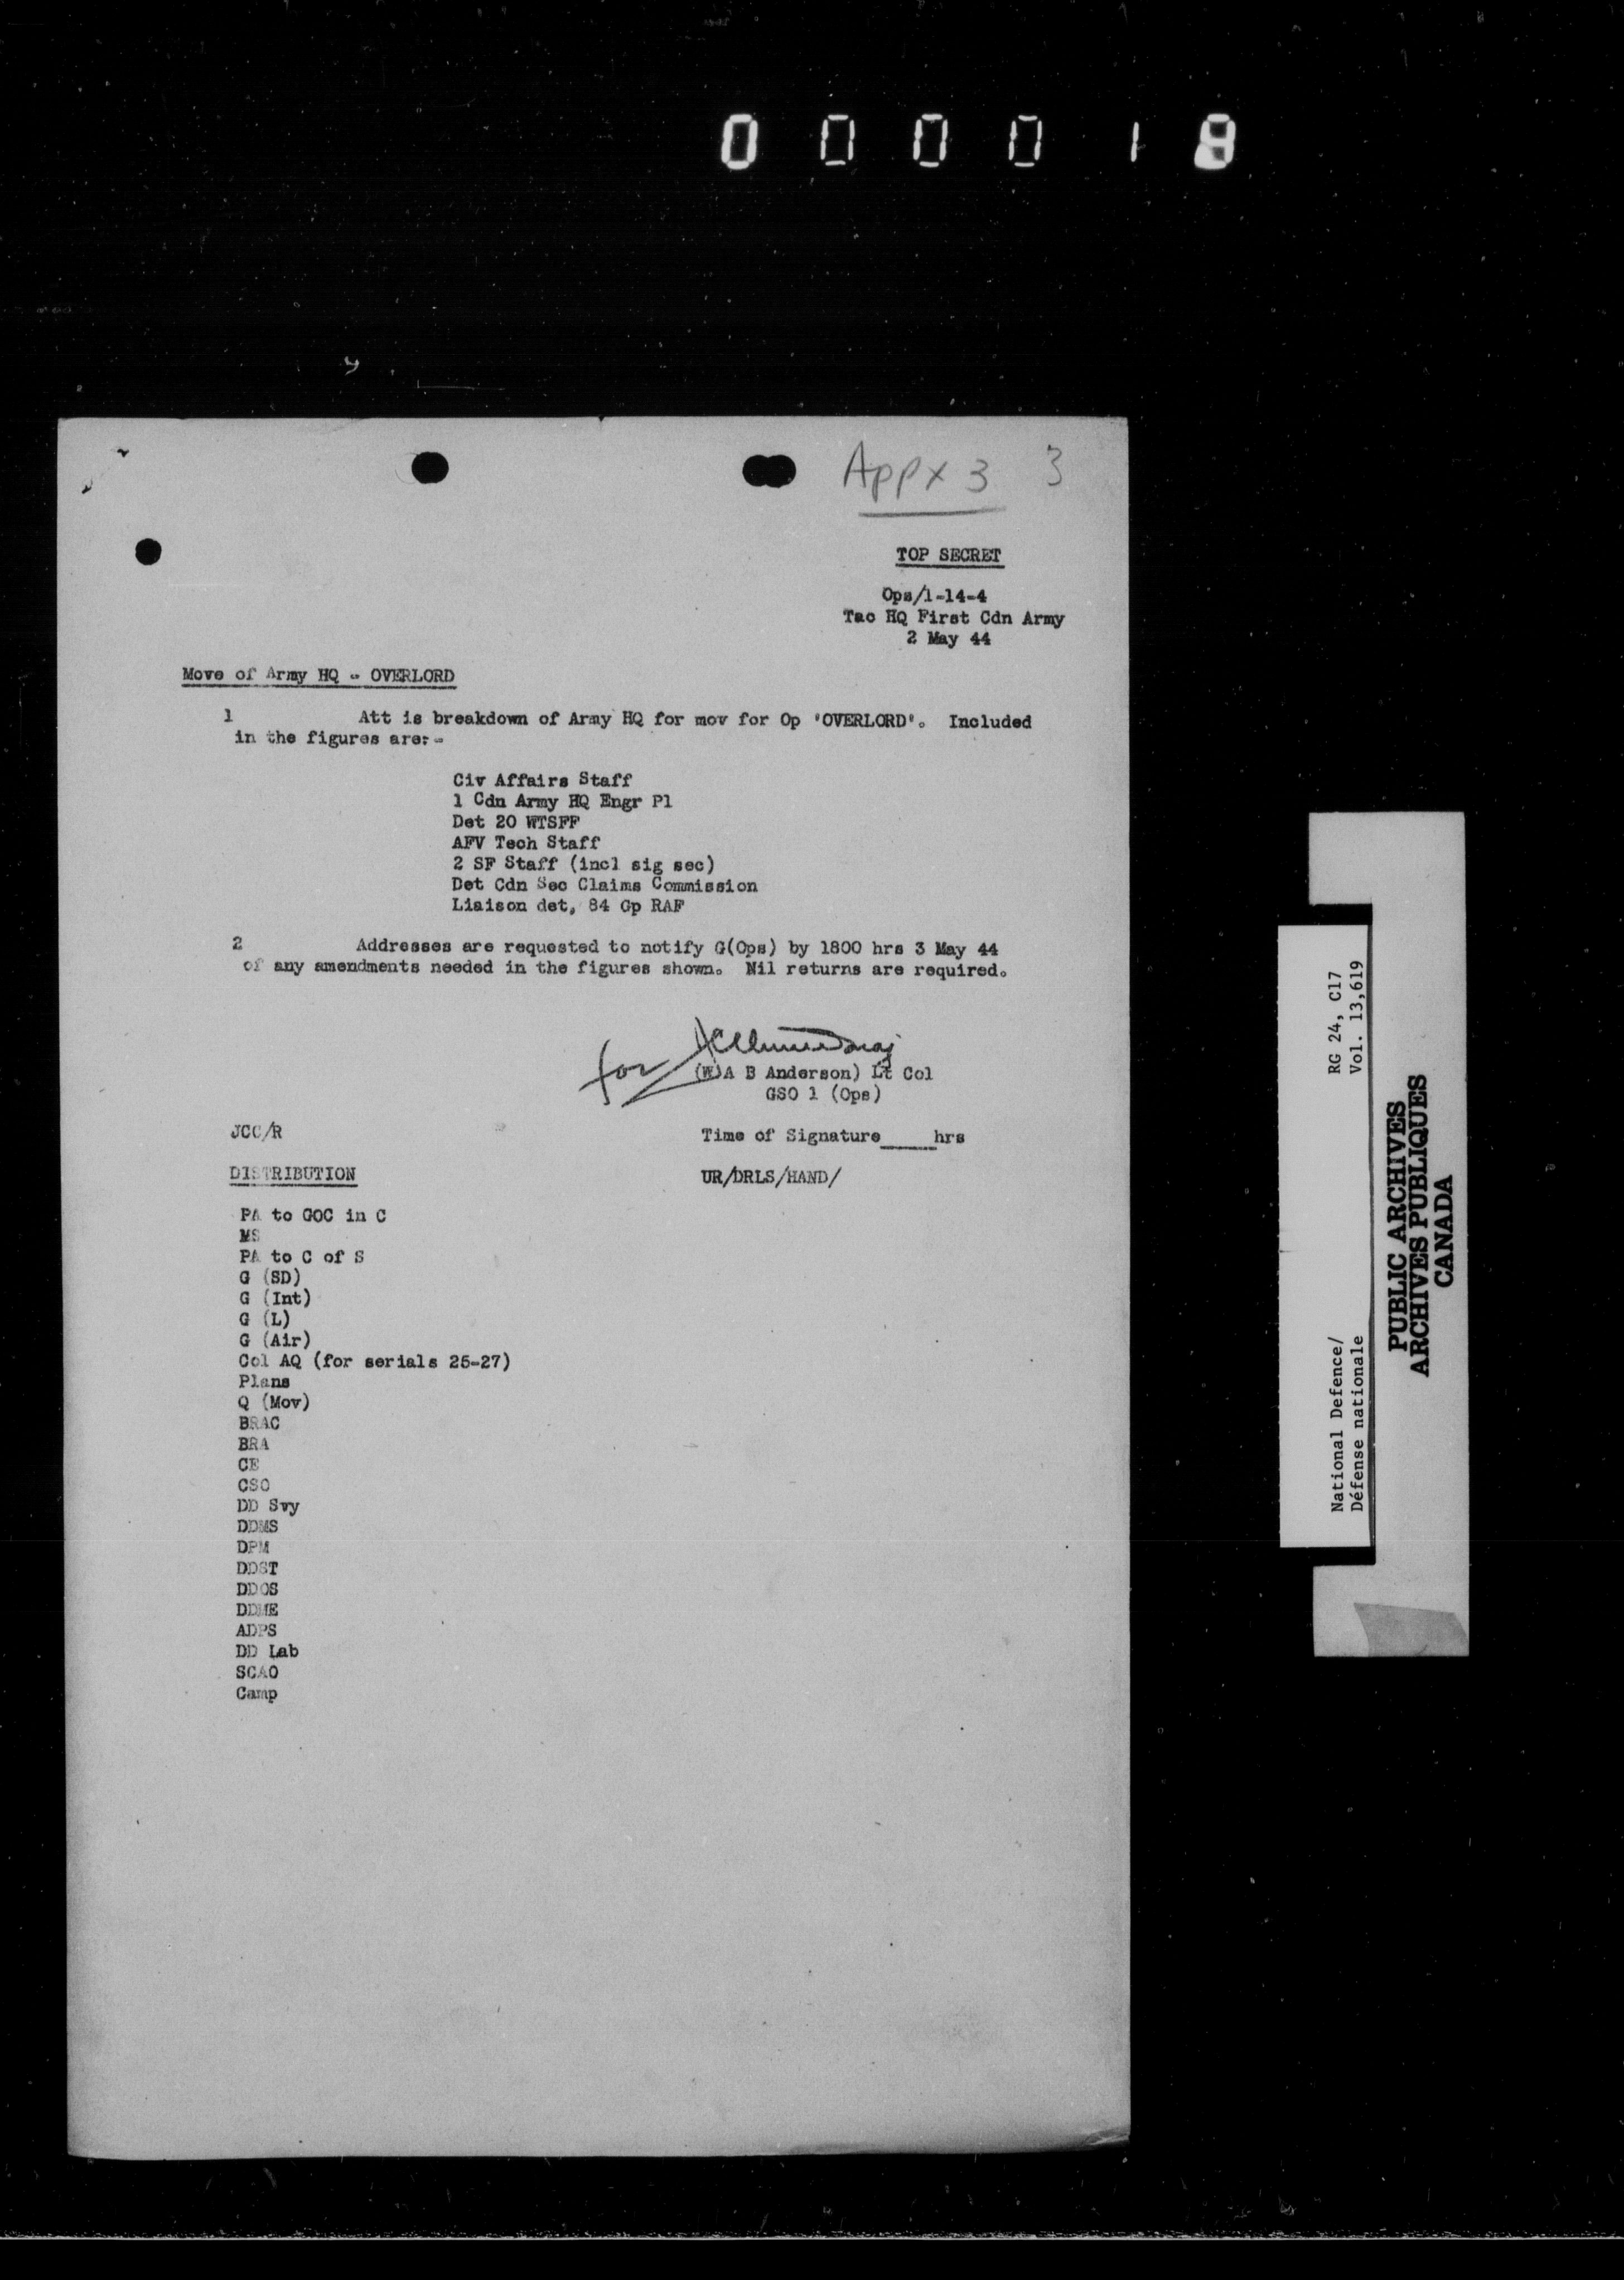 Appx 3 3
TOP SECRET
Ops/1-14-4
Tac HQ First Cdn Army
2 May 44
Move of Army HQ - OVERLORD
1 Att is breakdown of Army HQ for mov for Op 'OVERLORD'. Included
in the figures are:-
Civ Affairs Staff
1 Cdn Army HQ Engr Pl
Det 20 WTSFF
AFV Tech Staff
2 SF Staff (incl sig sec)
Det Cdn Sec Claims Commission
Liaison det, 84 Gp RAF
2 Addresses are requested to notify G(Ops) by 1800 hrs 3 May 44
of any amendments needed in the figures shown. Nil returns are required.
for
(W A B Anderson) Lt Col
GSO 1 (Ops)
JCC/R
Time of Signature____hrs
DISTRIBUTION
UR/DRLS/HAND/
PA to GOC in C
MS
PA to C of S
G (SD)
G (Int)
G (L)
G (Air)
Col AQ (for serials 25-27)
Plans
Q (Mov)
BRAC
BRA
CE
CSO
DD Svy
DDMS
DPM
DDST
DDOS
DDME
ADPS
DD Lab
SCAO
Camp
National Defence/
Défense nationale
RG 24, C17
Vol. 13,619
PUBLIC ARCHIVES
ARCHIVES PUBLIQUES
CANADA